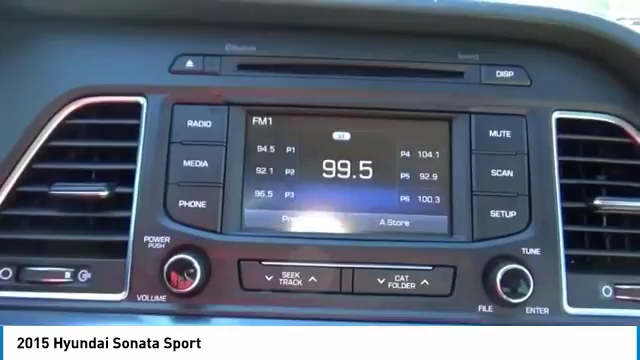 Bluetooth
DISP
RADIO
MEDIA
PHONE
FM1
ST
94.5 P1
92.1 P2
96.5 P3
99.5
P4 104.1
P5 92.9
P6 100.3
A.Store
MUTE
SCAN
SETUP
POWER
PUSH
VOLUME
SEEK
TRACK
CAT
FOLDER
TUNE
FILE
ENTER
2015 Hyundai Sonata Sport